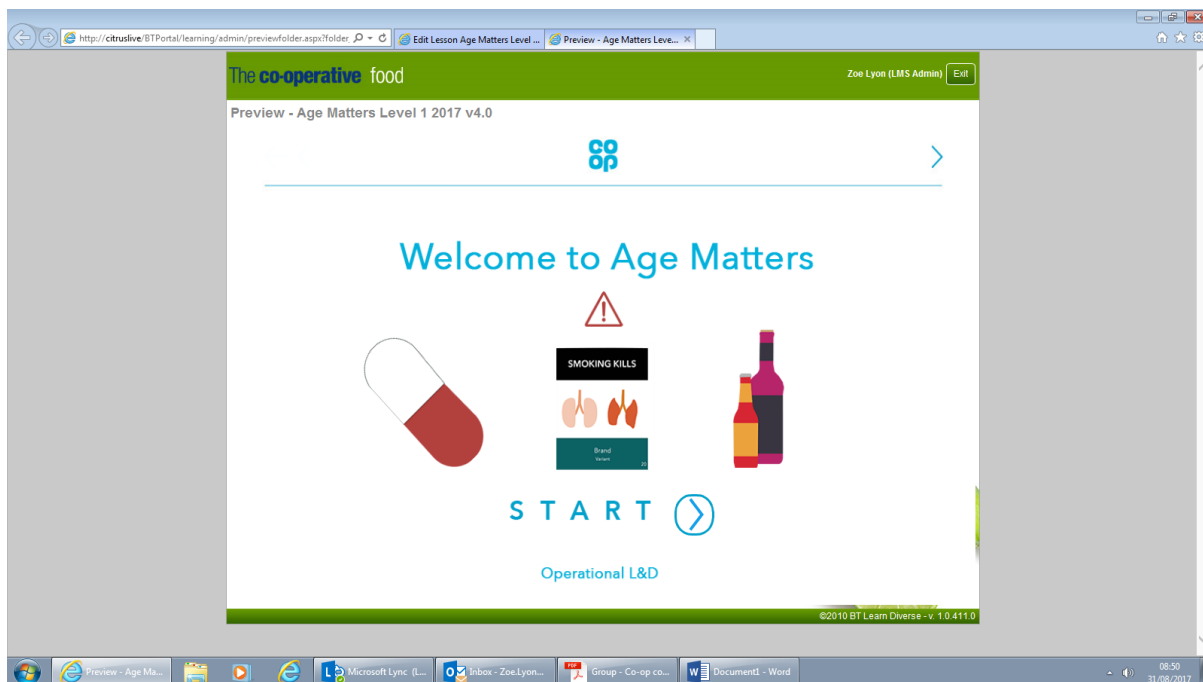 http://citruslive/BTPortal/learning/admin/previewfolder.aspx?folder
Edit Lesson Age Matters Level ...
Preview - Age Matters Leve...
The co-operative food
Zoe Lyon (LMS Admin)
Exit
Preview - Age Matters Level 1 2017 v4.0
co
op
Welcome to Age Matters
SMOKING KILLS
Brand
Variant
20
START
Operational L&D
©2010 BT Learn Diverse - v. 1.0.411.0
Preview - Age Ma...
Microsoft Lync (L...
Inbox - Zoe.Lyon...
Group - Co-op co...
Document1 - Word
08:50
31/08/2017